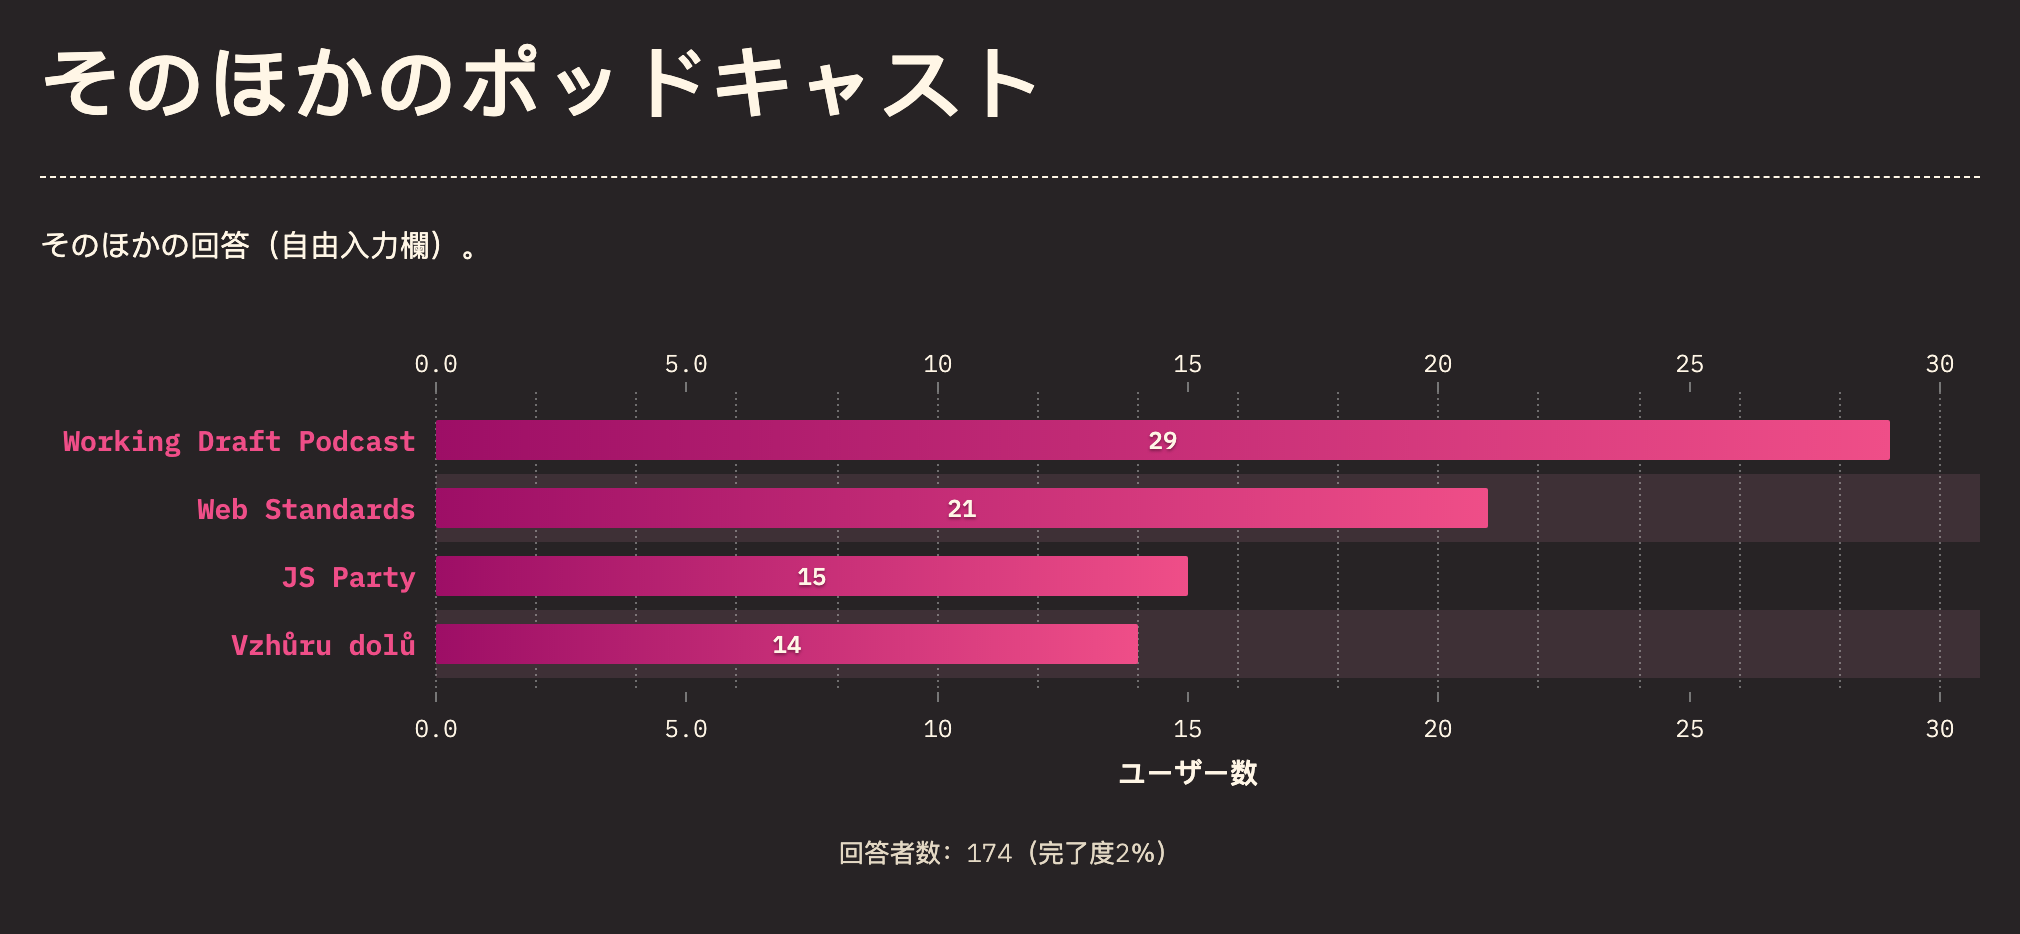 そのほかのポッドキャスト
そのほかの回答（自由入力欄）。
0.0 5.0 10 15 20 25 30
Working Draft Podcast 29
Web Standards 21
JS Party 15
Vzhůru dolů 14
0.0 5.0 10 15 20 25 30
ユーザー数
回答者数: 174 (完了度2%)